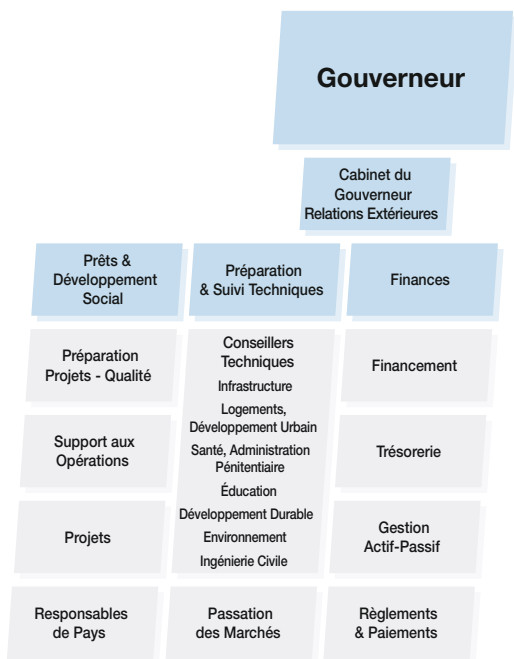 Gouverneur
Cabinet du
Gouverneur
Relations Extérieures
Prêts &
Développement
Social
Préparation
& Suivi Techniques
Finances
Préparation
Projets - Qualité
Support aux
Opérations
Projets
Responsables
de Pays
Conseillers
Techniques
Infrastructure
Logements,
Développement Urbain
Santé, Administration
Pénitentiaire
Éducation
Développement Durable
Environnement
Ingénierie Civile
Passation
des Marchés
Financement
Trésorerie
Gestion
Actif-Passif
Règlements
& Paiements